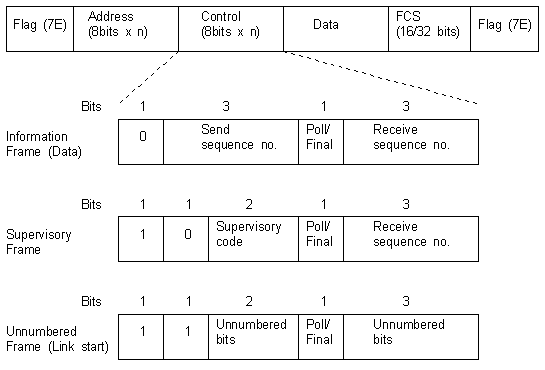 Flag (7E) Address (8bits x n) Control (8bits x n) Data FCS (16/32 bits) Flag (7E)
Bits 1 3 1 3
Information Frame (Data) 0 Send sequence no. Poll/ Final Receive sequence no.
Bits 1 1 2 1 3
Supervisory Frame 1 0 Supervisory code Poll/ Final Receive sequence no.
Bits 1 1 2 1 3
Unnumbered Frame (Link start) 1 1 Unnumbered bits Poll/ Final Unnumbered bits